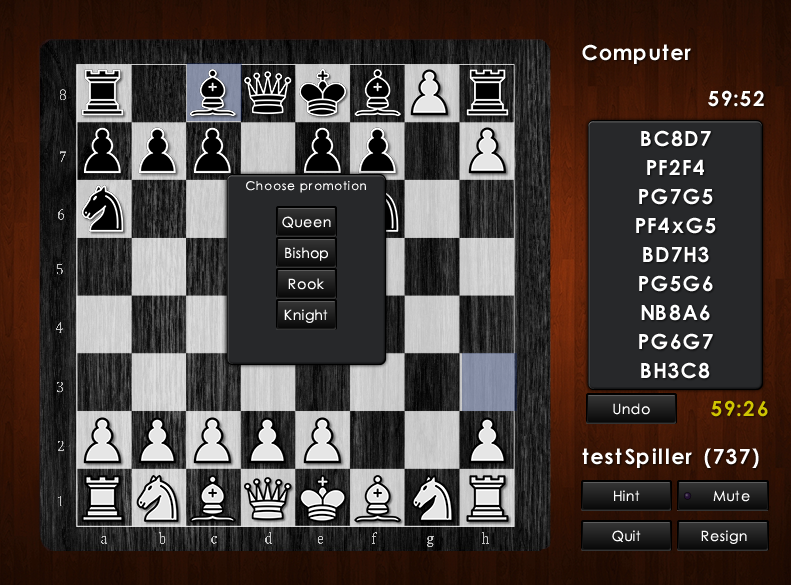 Computer
59:52
8
7
6
5
4
3
2
1
a b c d e f g h
Choose promotion
Queen
Bishop
Rook
Knight
BC8D7
PF2F4
PG7G5
PF4xG5
BD7H3
PG5G6
NB8A6
PG6G7
BH3C8
Undo
59:26
testSpiller (737)
Hint
Mute
Quit
Resign